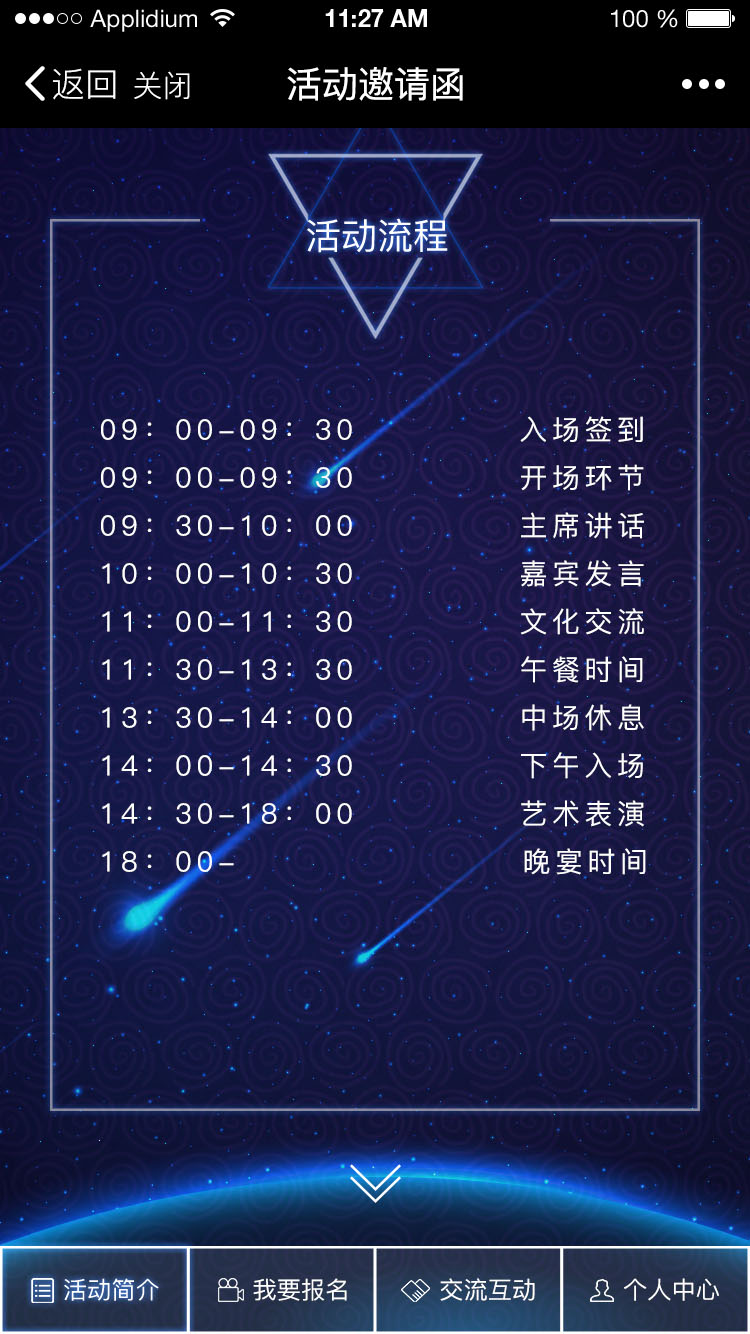 Applidium 11:27 AM 100 %
返回 关闭 活动邀请函
活动流程
09：00-09：30 入场签到
09：00-09：30 开场环节
09：30-10：00 主席讲话
10：00-10：30 嘉宾发言
11：00-11：30 文化交流
11：30-13：30 午餐时间
13：30-14：00 中场休息
14：00-14：30 下午入场
14：30-18：00 艺术表演
18：00- 晚宴时间
活动简介 我要报名 交流互动 个人中心